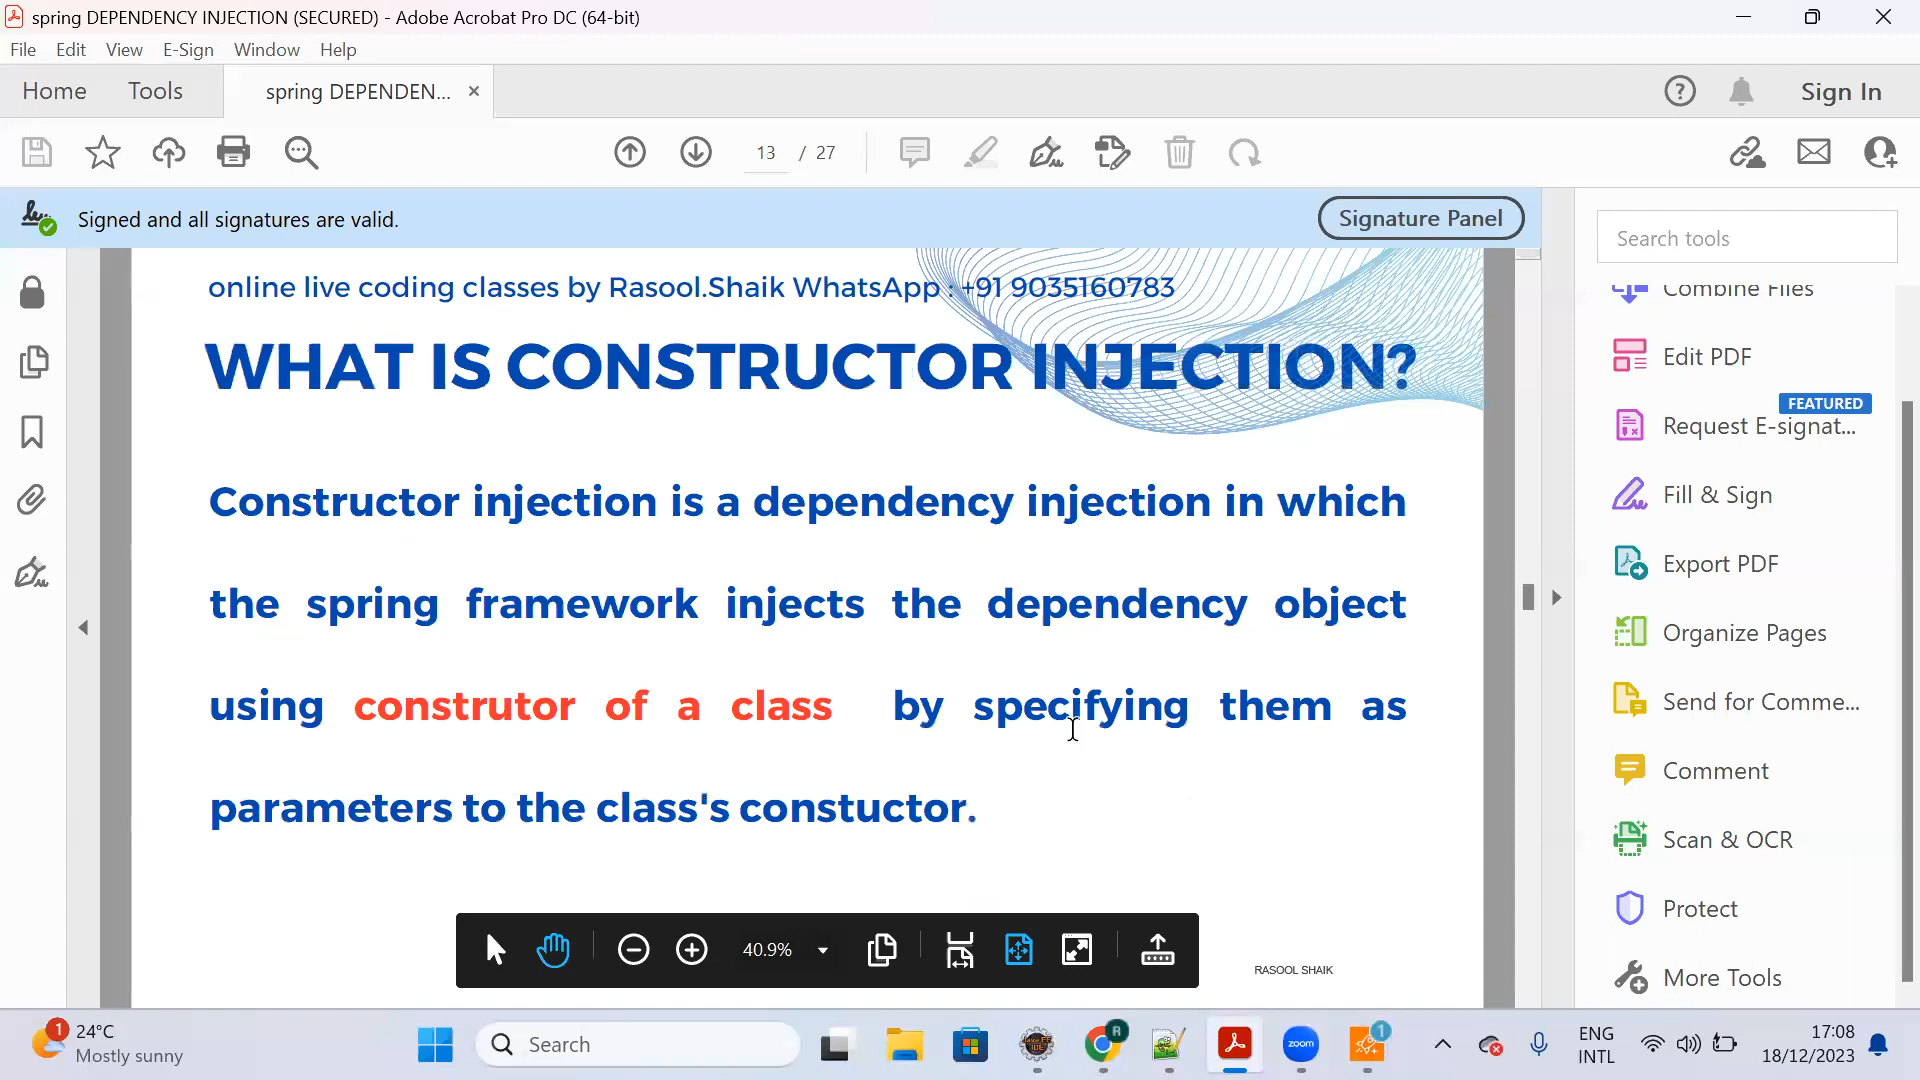 spring DEPENDENCY INJECTION (SECURED) - Adobe Acrobat Pro DC (64-bit)
File Edit View E-Sign Window Help
Home Tools spring DEPENDEN... × Sign In
13 / 27
Signed and all signatures are valid. Signature Panel
Search tools
online live coding classes by Rasool.Shaik WhatsApp : +91 9035160783
WHAT IS CONSTRUCTOR INJECTION?
Constructor injection is a dependency injection in which
the spring framework injects the dependency object
using construtor of a class by specifying them as
parameters to the class's constuctor.
40.9%
RASOOL SHAIK
Combine Files
Edit PDF
FEATURED
Request E-signat...
Fill & Sign
Export PDF
Organize Pages
Send for Comme...
Comment
Scan & OCR
Protect
More Tools
1 24°C
Mostly sunny
Search
R
zoom
1
ENG
INTL
17:08
18/12/2023